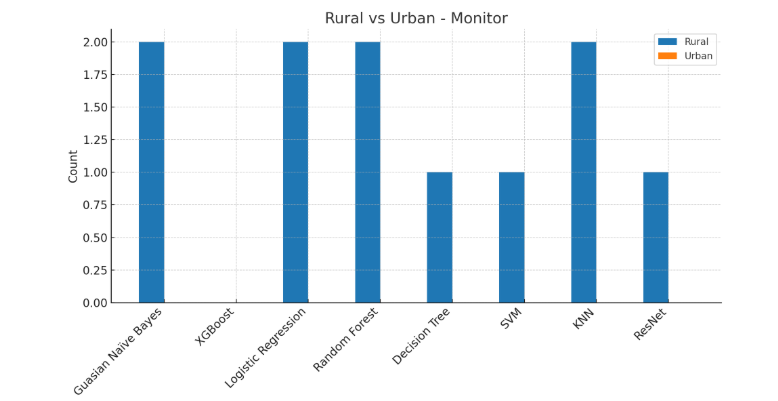 Rural vs Urban - Monitor
Rural
Urban
Count
2.00
1.75
1.50
1.25
1.00
0.75
0.50
0.25
0.00
Guasian Naïve Bayes
XGBoost
Logistic Regression
Random Forest
Decision Tree
SVM
KNN
ResNet